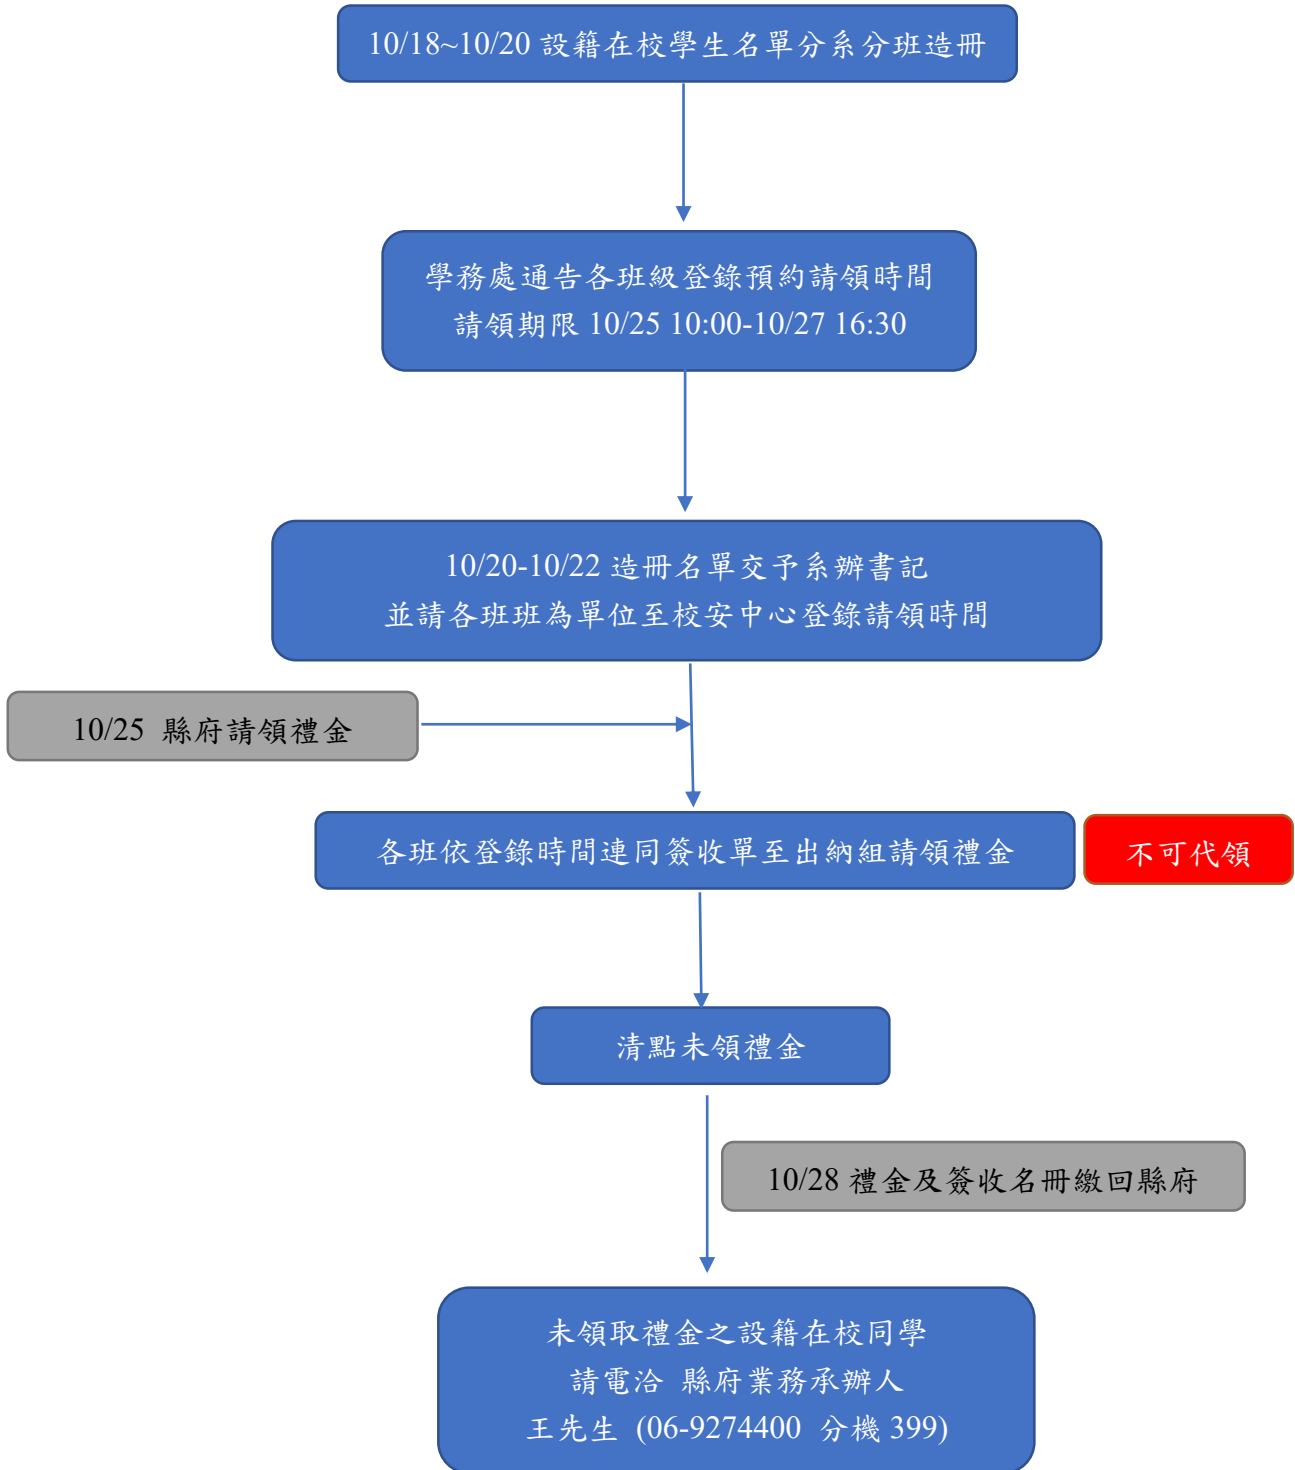 10/18~10/20 設籍在校學生名單分系分班造冊
學務處通告各班級登錄預約請領時間
請領期限 10/25 10:00-10/27 16:30
10/20-10/22 造冊名單交予系辦書記
並請各班班為單位至校安中心登錄請領時間
10/25 縣府請領禮金
各班依登錄時間連同簽收單至出納組請領禮金
不可代領
清點未領禮金
10/28 禮金及簽收名冊繳回縣府
未領取禮金之設籍在校同學
請電洽 縣府業務承辦人
王先生 (06-9274400 分機 399)